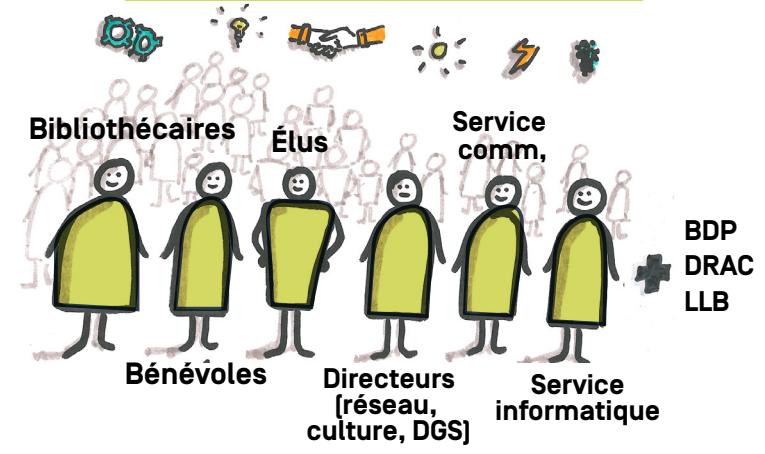 Bibliothécaires
Élus
Service
comm,
BDP
DRAC
LLB
Bénévoles
Directeurs
(réseau,
culture, DGS)
Service
informatique